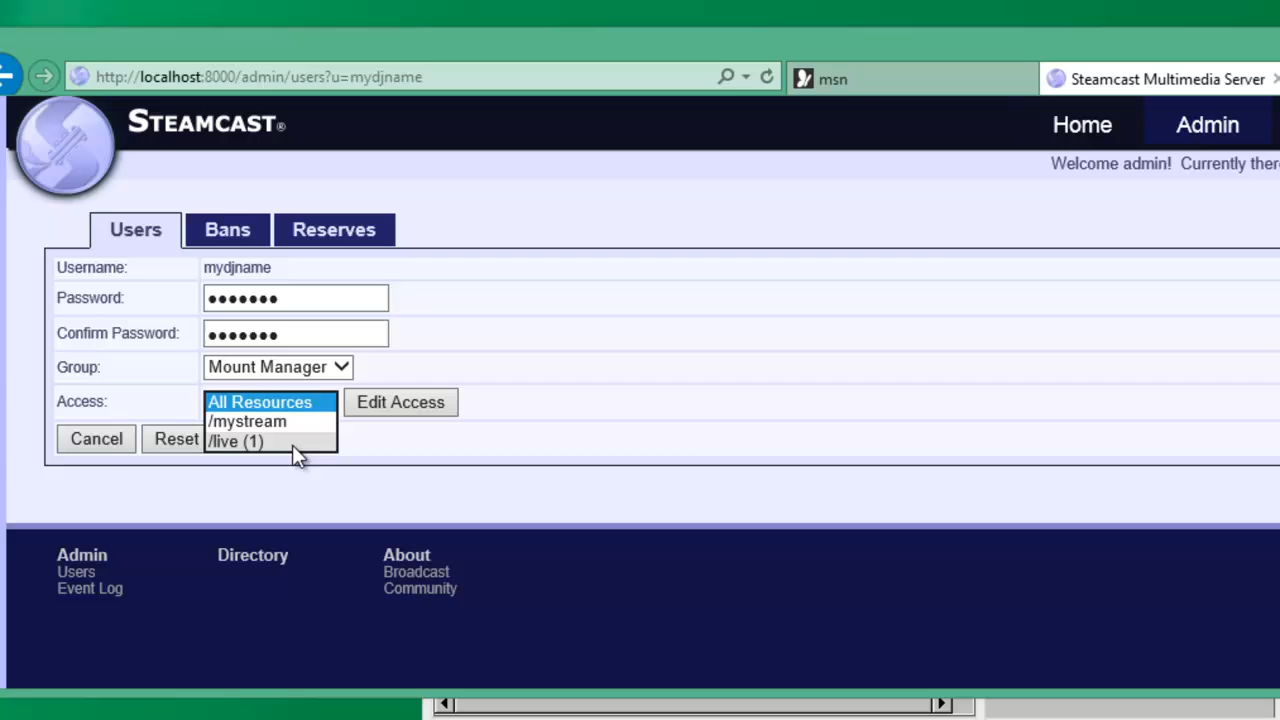 http://localhost:8000/admin/users?u=mydjname
msn
Steamcast Multimedia Server
STEAMCAST®
Home
Admin
Welcome admin! Currently ther
Users
Bans
Reserves
Username:
mydjname
Password:
•••••••
Confirm Password:
•••••••
Group:
Mount Manager
Access:
All Resources
Edit Access
/mystream
/live (1)
Cancel
Reset
Admin
Directory
About
Users
Broadcast
Event Log
Community